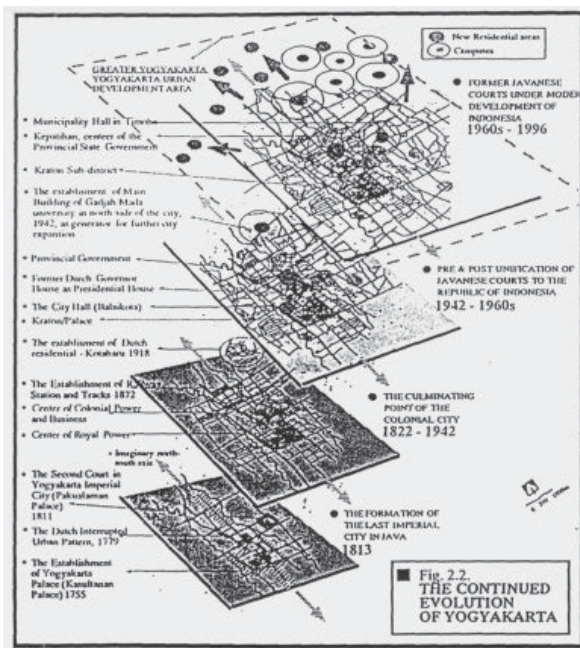 New Residential areas
Campuses
GREATER YOGYAKARTA
YOGYAKARTA URBAN
DEVELOPMENT AREA
FORMER JAVANESE
COURTS UNDER MODERN
DEVELOPMENT OF
INDONESIA
1960s - 1996
Municipality Hall in
Kepatihan, centers of the
Provincial State Government
Kraton Sub-district
The establisment of Main
Building of Gadjah Mada
university in north side of the city,
1942, as generator for further city
expantion
Provincial Government
Former Dutch Governor
House as Presidential House
The City Hall (Balaikota)
Kraton/Palace
PRE & POST UNIFICATION OF
JAVANESE COURTS TO THE
REPUBLIC OF INDONESIA
1942 - 1960s
The establisment of Dutch
residential - Kotabaru 1918
The Establishment of Railway
Station and Tracks 1872
Center of Colonial Power
and Business
Center of Royal Power
THE CULMINATING
POINT OF THE
COLONIAL CITY
1822 - 1942
Imaginary north-
south axis
The Second Court in
Yogyakarta Imperial
City (Pakualaman
Palace)
1811
The Dutch Interrupted
Urban Pattern, 1779
The Establishment
of Yogyakarta
Palace (Kasultanan
Palace) 1755
THE FORMATION OF
THE LAST IMPERIAL
CITY IN JAVA
1813
Fig. 2.2.
THE CONTINUED
EVOLUTION
OF YOGYAKARTA